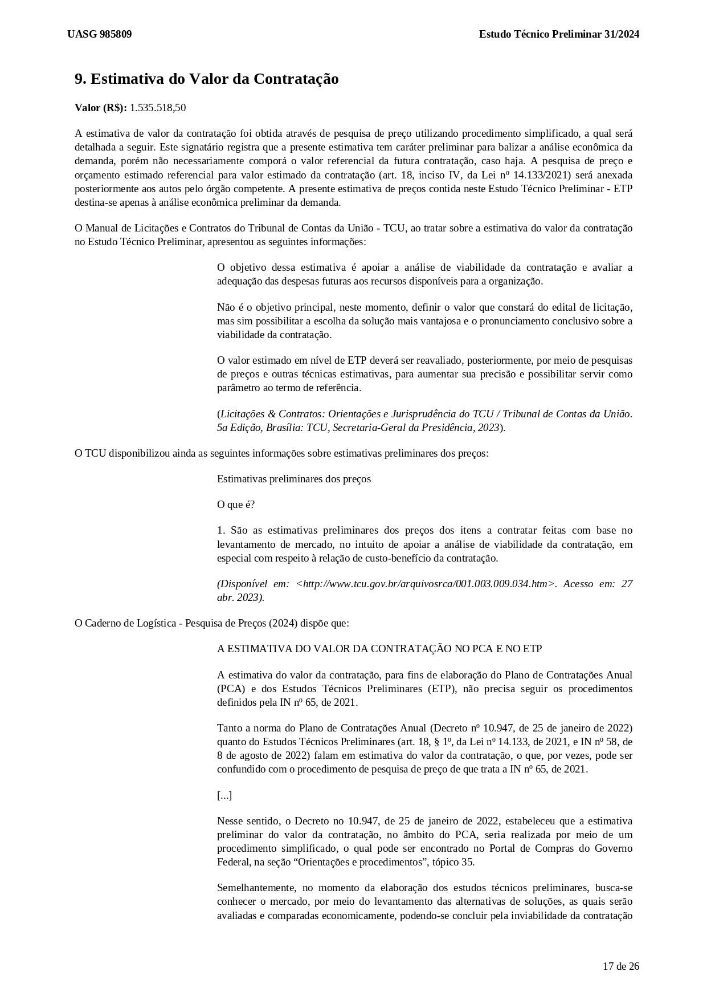 UASG 985809
Estudo Técnico Preliminar 31/2024
9. Estimativa do Valor da Contratação
Valor (R$): 1.535.518,50
A estimativa de valor da contratação foi obtida através de pesquisa de preço utilizando procedimento simplificado, a qual será
detalhada a seguir. Este signatário registra que a presente estimativa tem caráter preliminar para balizar a análise econômica da
demanda, porém não necessariamente comporá o valor referencial da futura contratação, caso haja. A pesquisa de preço e
orçamento estimado referencial para valor estimado da contratação (art. 18, inciso IV, da Lei nº 14.133/2021) será anexada
posteriormente aos autos pelo órgão competente. A presente estimativa de preços contida neste Estudo Técnico Preliminar - ETP
destina-se apenas à análise econômica preliminar da demanda.
O Manual de Licitações e Contratos do Tribunal de Contas da União - TCU, ao tratar sobre a estimativa do valor da contratação
no Estudo Técnico Preliminar, apresentou as seguintes informações:
O objetivo dessa estimativa é apoiar a análise de viabilidade da contratação e avaliar a
adequação das despesas futuras aos recursos disponíveis para a organização.
Não é o objetivo principal, neste momento, definir o valor que constará do edital de licitação,
mas sim possibilitar a escolha da solução mais vantajosa e o pronunciamento conclusivo sobre a
viabilidade da contratação.
O valor estimado em nível de ETP deverá ser reavaliado, posteriormente, por meio de pesquisas
de preços e outras técnicas estimativas, para aumentar sua precisão e possibilitar servir como
parâmetro ao termo de referência.
(Licitações & Contratos: Orientações e Jurisprudência do TCU / Tribunal de Contas da União.
5a Edição, Brasília: TCU, Secretaria-Geral da Presidência, 2023).
O TCU disponibilizou ainda as seguintes informações sobre estimativas preliminares dos preços:
Estimativas preliminares dos preços
O que é?
1. São as estimativas preliminares dos preços dos itens a contratar feitas com base no
levantamento de mercado, no intuito de apoiar a análise de viabilidade da contratação, em
especial com respeito à relação de custo-benefício da contratação.
(Disponível em: <http://www.tcu.gov.br/arquivosrca/001.003.009.034.htm>. Acesso em: 27
abr. 2023).
O Caderno de Logística - Pesquisa de Preços (2024) dispõe que:
A ESTIMATIVA DO VALOR DA CONTRATAÇÃO NO PCA E NO ETP
A estimativa do valor da contratação, para fins de elaboração do Plano de Contratações Anual
(PCA) e dos Estudos Técnicos Preliminares (ETP), não precisa seguir os procedimentos
definidos pela IN nº 65, de 2021.
Tanto a norma do Plano de Contratações Anual (Decreto nº 10.947, de 25 de janeiro de 2022)
quanto do Estudos Técnicos Preliminares (art. 18, § 1º, da Lei nº 14.133, de 2021, e IN nº 58, de
8 de agosto de 2022) falam em estimativa do valor da contratação, o que, por vezes, pode ser
confundido com o procedimento de pesquisa de preço de que trata a IN nº 65, de 2021.
[...]
Nesse sentido, o Decreto no 10.947, de 25 de janeiro de 2022, estabeleceu que a estimativa
preliminar do valor da contratação, no âmbito do PCA, seria realizada por meio de um
procedimento simplificado, o qual pode ser encontrado no Portal de Compras do Governo
Federal, na seção “Orientações e procedimentos”, tópico 35.
Semelhantemente, no momento da elaboração dos estudos técnicos preliminares, busca-se
conhecer o mercado, por meio do levantamento das alternativas de soluções, as quais serão
avaliadas e comparadas economicamente, podendo-se concluir pela inviabilidade da contratação
17 de 26